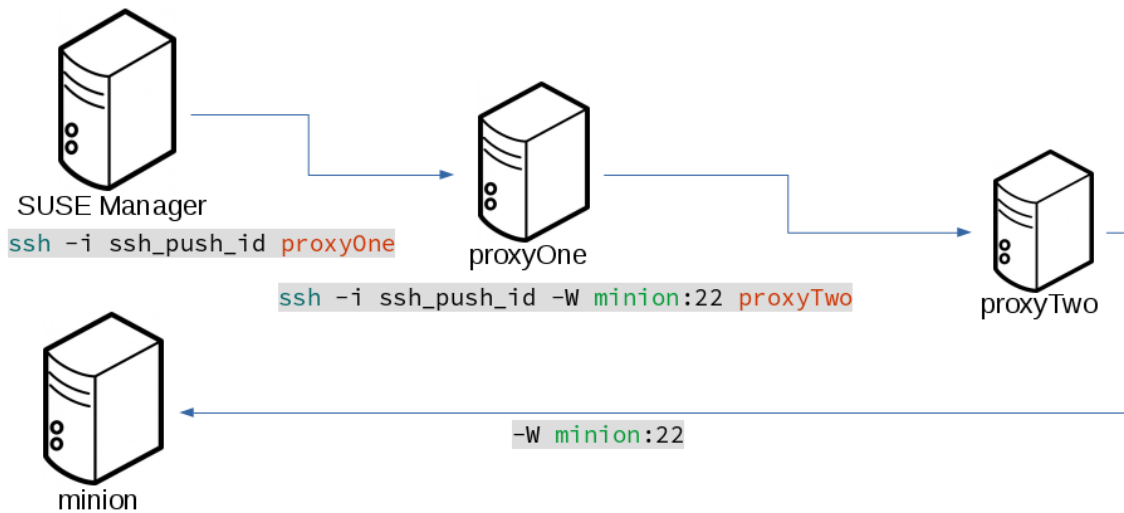 SUSE Manager
ssh -i ssh_push_id proxyOne
proxyOne
ssh -i ssh_push_id -W minion:22 proxyTwo
proxyTwo
-W minion:22
minion